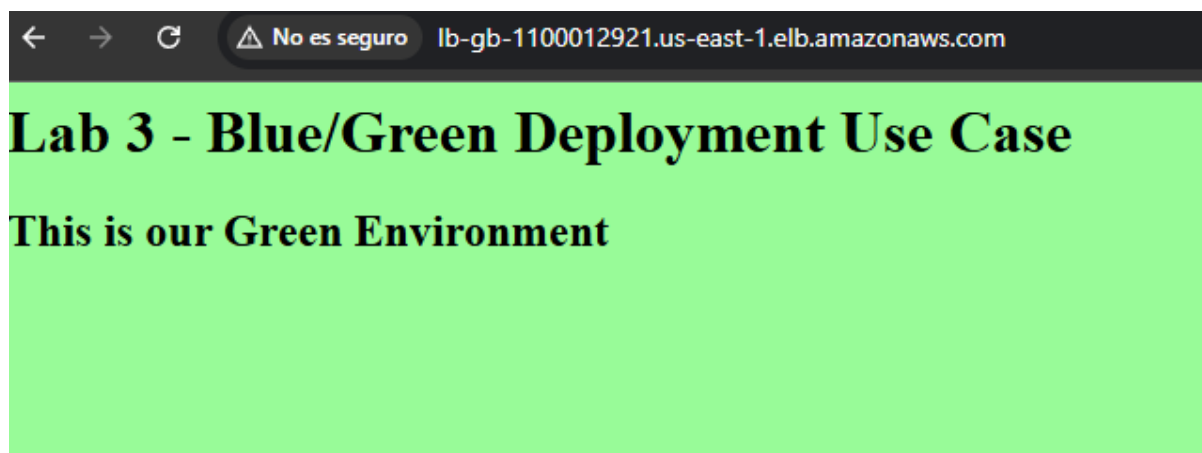 No es seguro lb-gb-1100012921.us-east-1.elb.amazonaws.com
Lab 3 - Blue/Green Deployment Use Case
This is our Green Environment